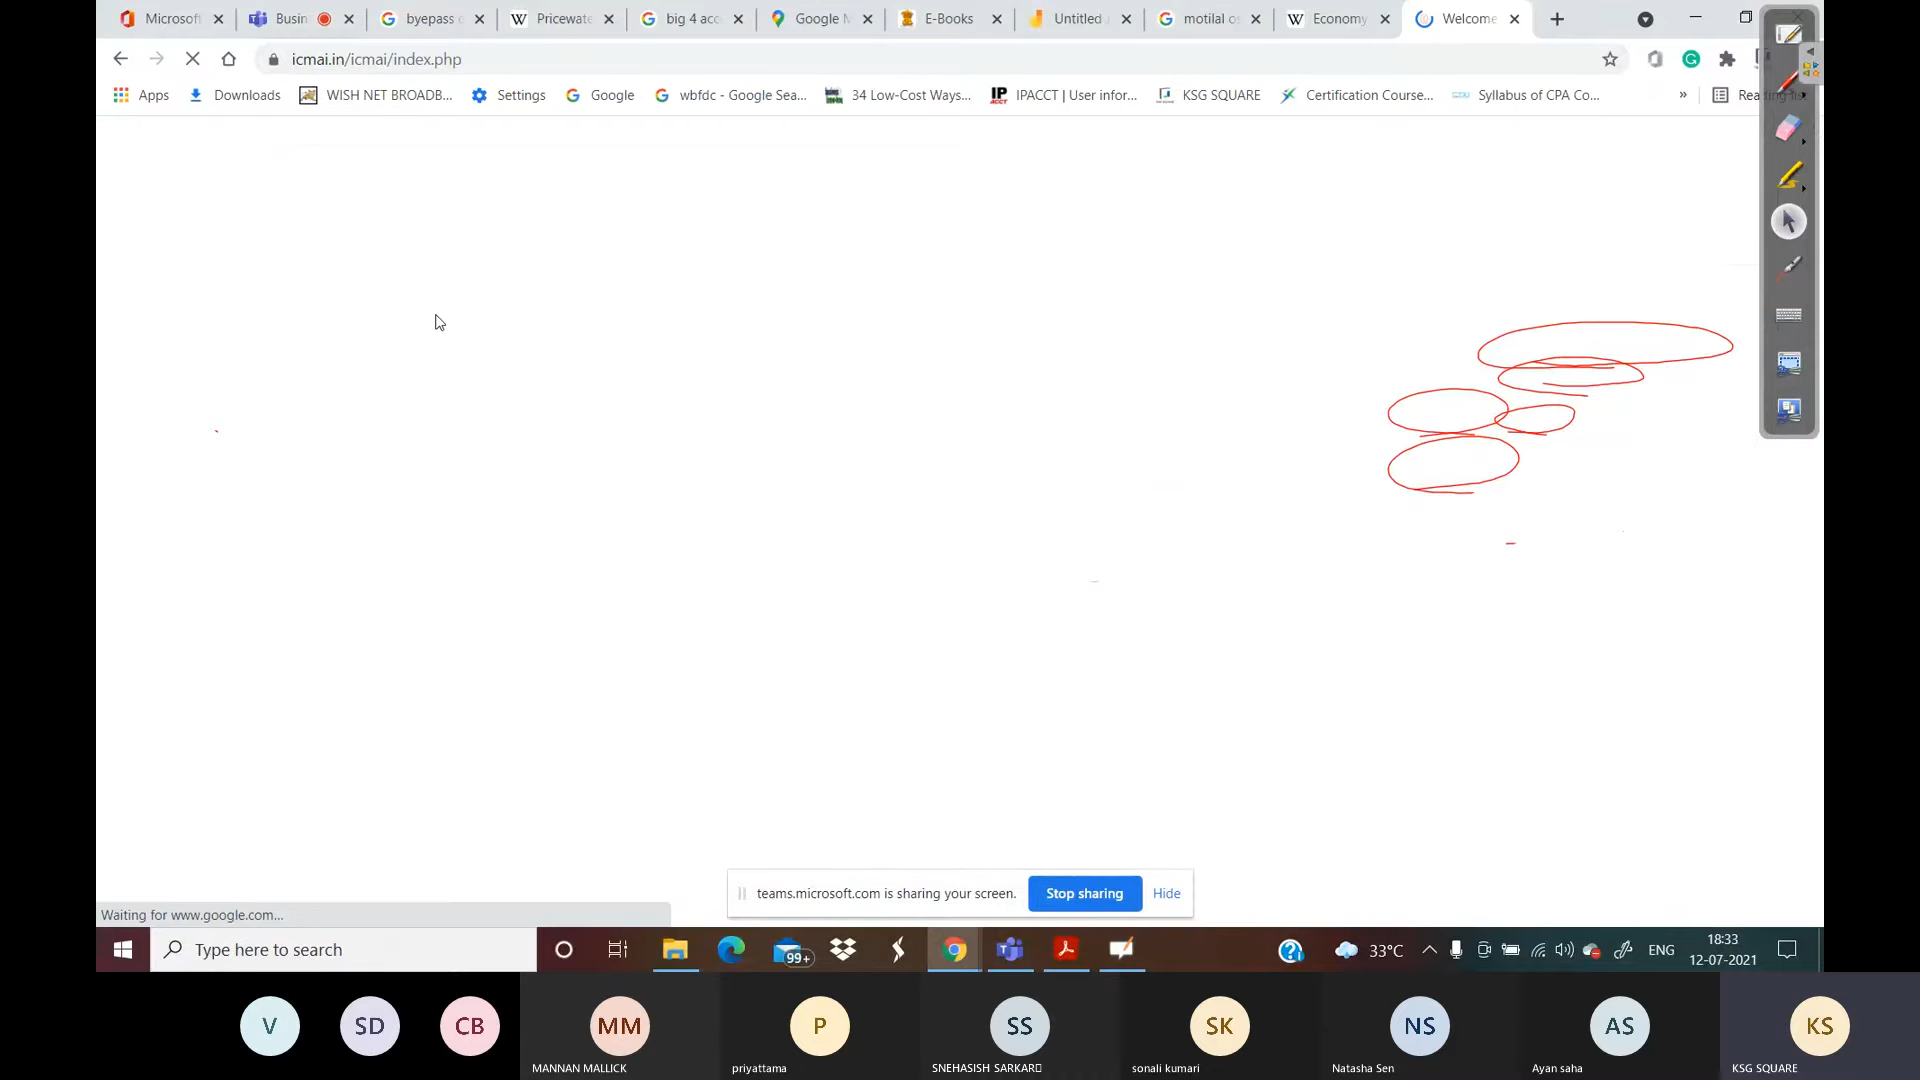 Microsoft
Busin
byepass
Pricewate
big 4 acc
Google M
E-Books
Untitled
motilal os
Economy
Welcome
icmai.in/icmai/index.php
Apps
Downloads
WISH NET BROADB...
Settings
Google
wbfdc - Google Sea...
34 Low-Cost Ways...
IPACCT | User infor...
KSG SQUARE
Certification Course...
Syllabus of CPA Co...
»
Reading list
teams.microsoft.com is sharing your screen.
Stop sharing
Hide
Waiting for www.google.com...
Type here to search
99+
33°C
ENG
18:33
12-07-2021
V
SD
CB
MM
P
SS
SK
NS
AS
KS
MANNAN MALLICK
priyattama
SNEHASISH SARKAR
sonali kumari
Natasha Sen
Ayan saha
KSG SQUARE